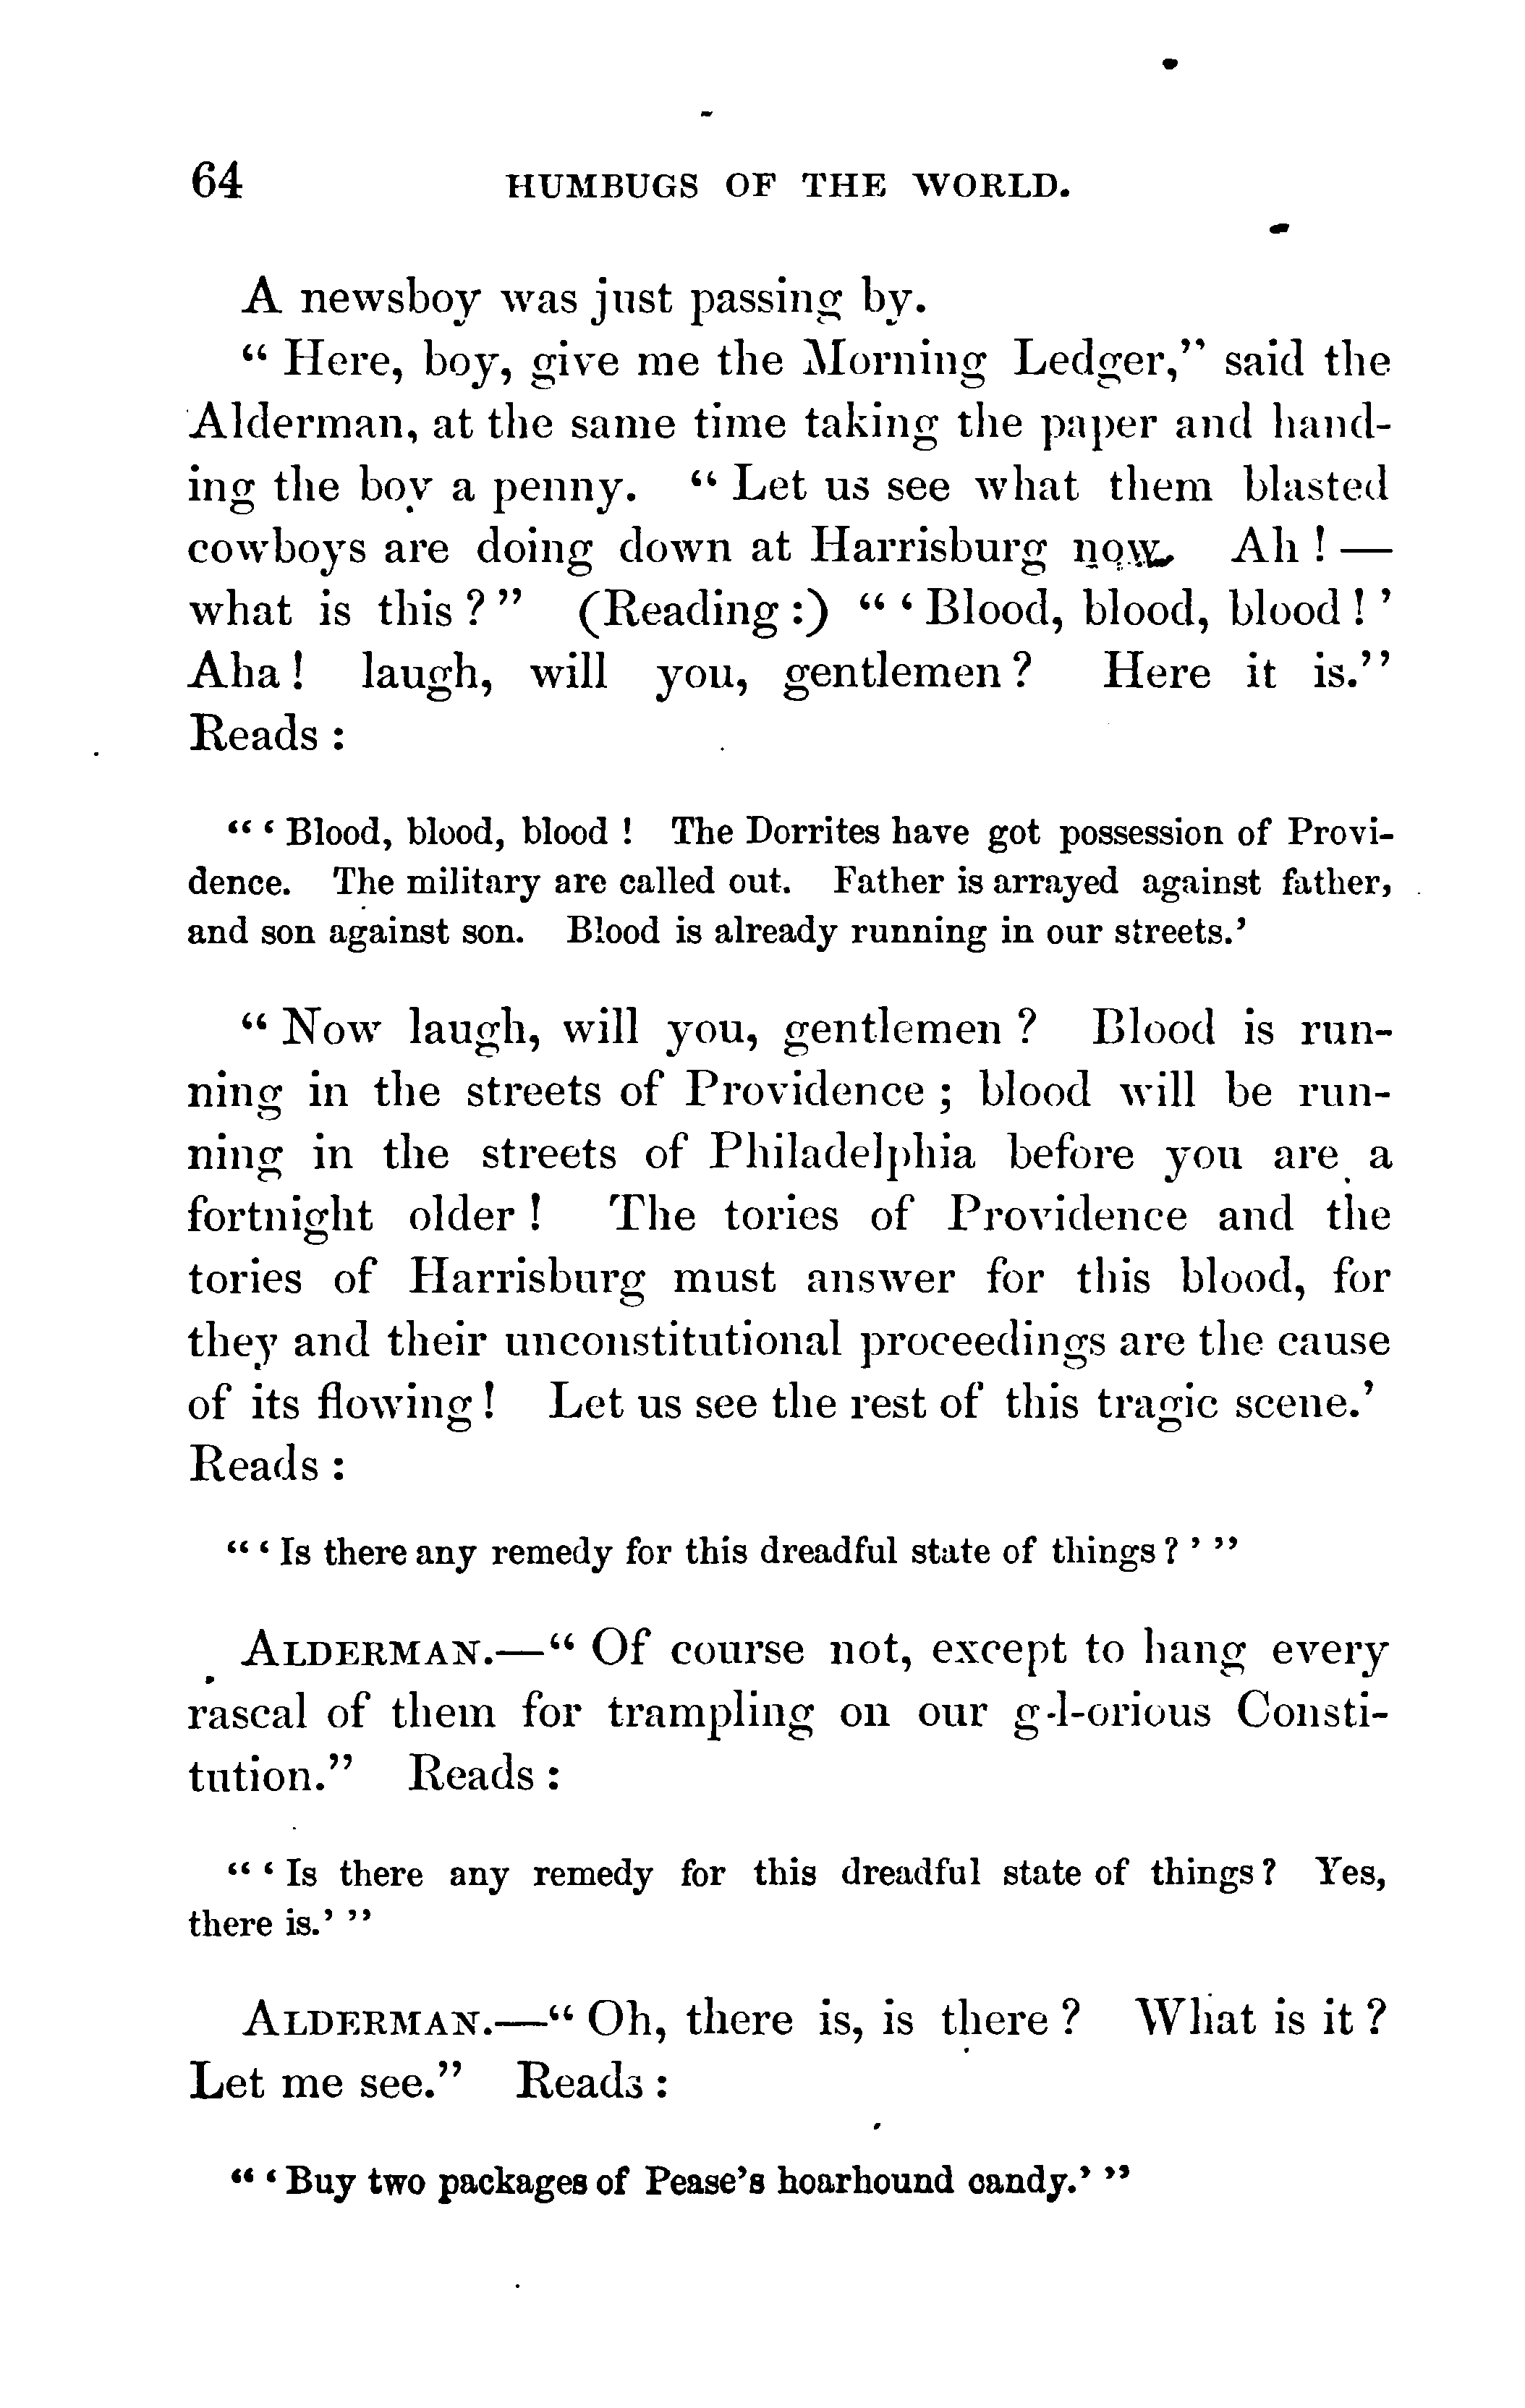 64 HUMBUGS OF THE WORLD.
A newsboy was just passing by.
“ Here, boy, give me the Morning Ledger,” said the
Alderman, at the same time taking the paper and hand-
ing the boy a penny. “ Let us see what them blasted
cowboys are doing down at Harrisburg now. Ah ! —
what is this ? ” (Reading :) “ ‘ Blood, blood, blood ! ’
Aha ! laugh, will you, gentlemen ? Here it is.”
Reads :
“ ‘ Blood, blood, blood ! The Dorrites have got possession of Provi-
dence. The military are called out. Father is arrayed against father,
and son against son. Blood is already running in our streets.’
“ Now laugh, will you, gentlemen ? Blood is run-
ning in the streets of Providence ; blood will be run-
ning in the streets of Philadelphia before you are a
fortnight older ! The tories of Providence and the
tories of Harrisburg must answer for this blood, for
they and their unconstitutional proceedings are the cause
of its flowing ! Let us see the rest of this tragic scene.’
Reads :
“ ‘ Is there any remedy for this dreadful state of things ? ’ ”
ALDERMAN.—“ Of course not, except to hang every
rascal of them for trampling on our g-l-orious Consti-
tution.” Reads :
“ ‘ Is there any remedy for this dreadful state of things ? Yes,
there is.’ ”
ALDERMAN.—“ Oh, there is, is there ? What is it ?
Let me see.” Reads :
“ ‘ Buy two packages of Pease’s hoarhound candy.’ ”